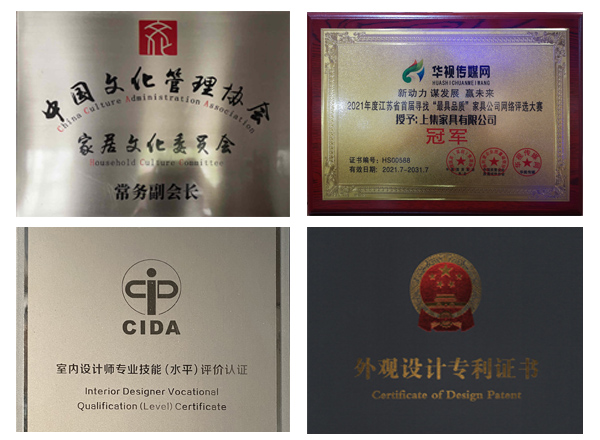 中国文化管理协会
China Culture Administration Association
家居文化委员会
Household Culture Committee
常务副会长
华视传媒网
HUASHICHUANMEIWANG
新动力 谋发展 赢未来
2021年度江苏省首届寻找“最具品质”家具公司网络评选大赛
授予:上集家具有限公司
冠军
证书编号：HS00588
有效日期：2021.7-2031.7
CIDA
室内设计师专业技能(水平)评价认证
Interior Designer Vocational
Qualification (Level) Certificate
外观设计专利证书
Certificate of Design Patent